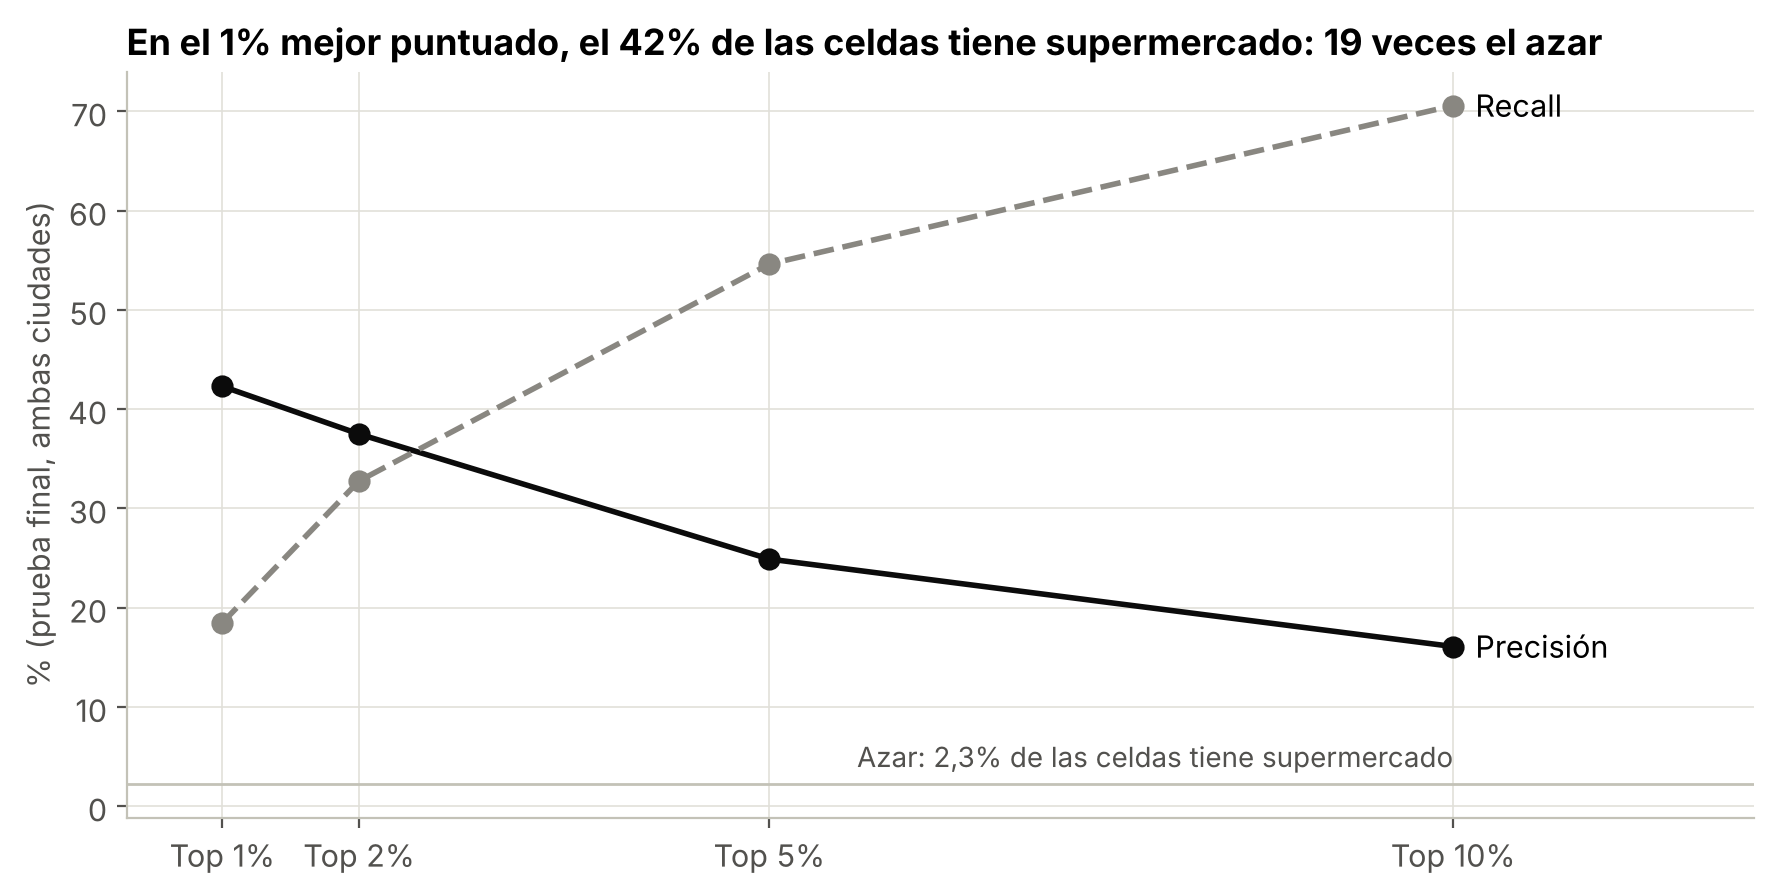 En el 1% mejor puntuado, el 42% de las celdas tiene supermercado: 19 veces el azar
% (prueba final, ambas ciudades)
70
60
50
40
30
20
10
0
Recall
Precisión
Azar: 2,3% de las celdas tiene supermercado
Top 1% Top 2% Top 5% Top 10%